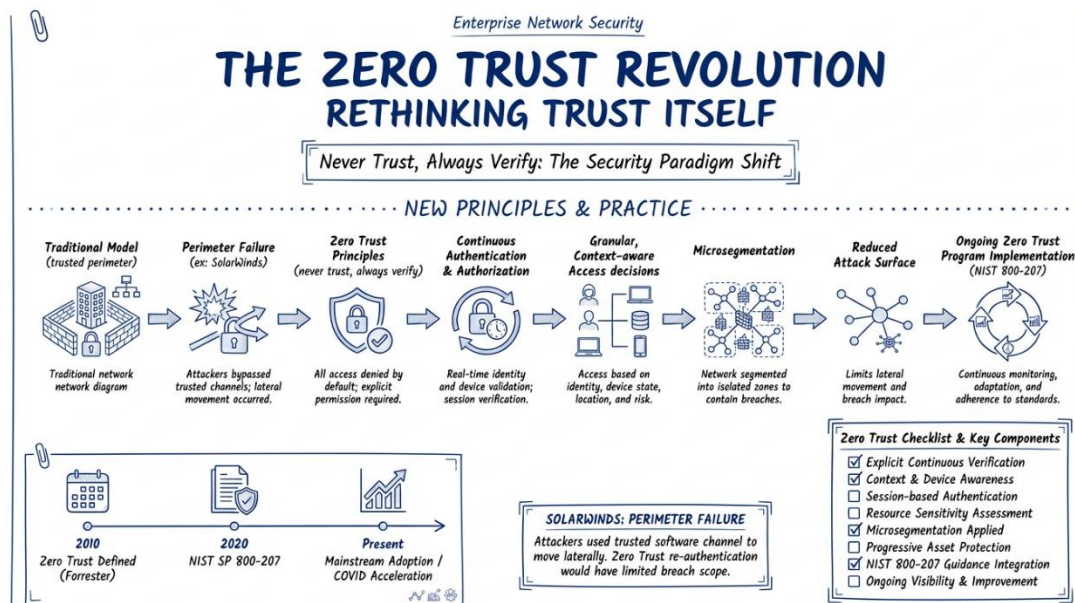 Enterprise Network Security
THE ZERO TRUST REVOLUTION
RETHINKING TRUST ITSELF
Never Trust, Always Verify: The Security Paradigm Shift
NEW PRINCIPLES & PRACTICE
Traditional Model
(trusted perimeter)
Traditional network
network diagram
Perimeter Failure
(ex: SolarWinds)
Attackers bypassed
trusted channels; lateral
movement occurred.
Zero Trust
Principles
(never trust, always verify)
All access denied by
default; explicit
permission required.
Continuous
Authentication
& Authorization
Real-time identity
and device validation;
session verification.
Granular,
Context-aware
Access decisions
Access based on
identity, device state,
location, and risk.
Microsegmentation
Network segmented
into isolated zones to
contain breaches.
Reduced
Attack Surface
Limits lateral
movement and
breach impact.
Ongoing Zero Trust
Program Implementation
(NIST 800-207)
Continuous monitoring,
adaptation, and
adherence to standards.
2010
Zero Trust Defined
(Forrester)
2020
NIST SP 800-207
Present
Mainstream Adoption /
COVID Acceleration
SOLARWINDS: PERIMETER FAILURE
Attackers used trusted software channel to
move laterally. Zero Trust re-authentication
would have limited breach scope.
Zero Trust Checklist & Key Components
Explicit Continuous Verification
Context & Device Awareness
Session-based Authentication
Resource Sensitivity Assessment
Microsegmentation Applied
Progressive Asset Protection
NIST 800-207 Guidance Integration
Ongoing Visibility & Improvement